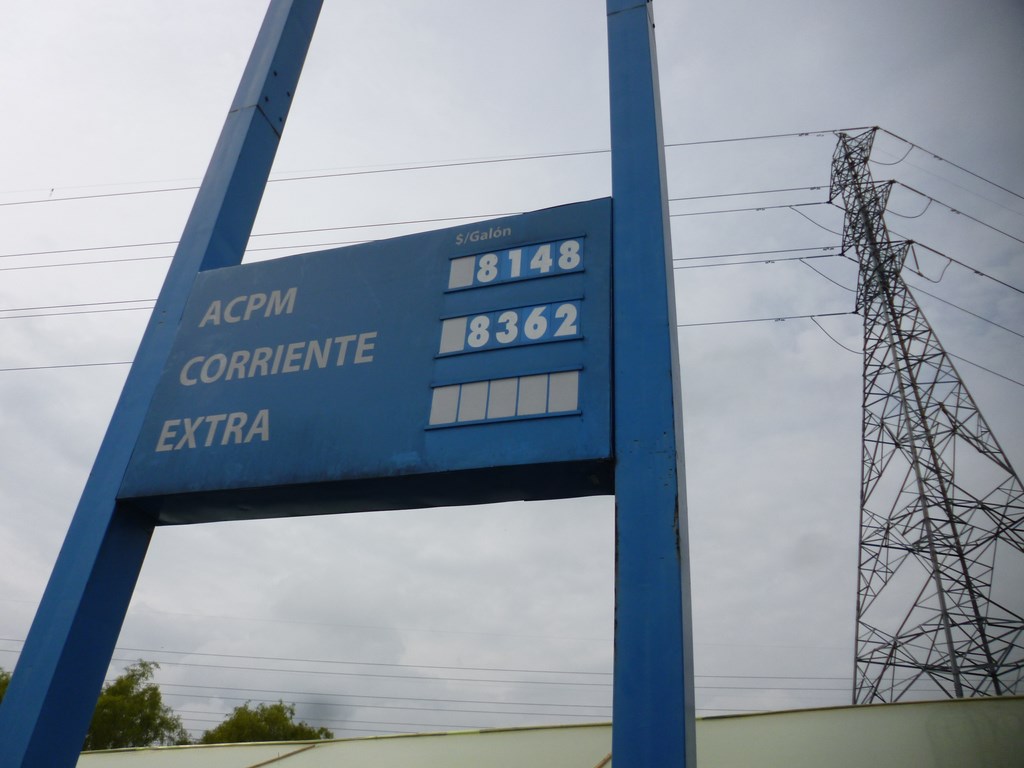 $/Galón
ACPM 8148
CORRIENTE 8362
EXTRA